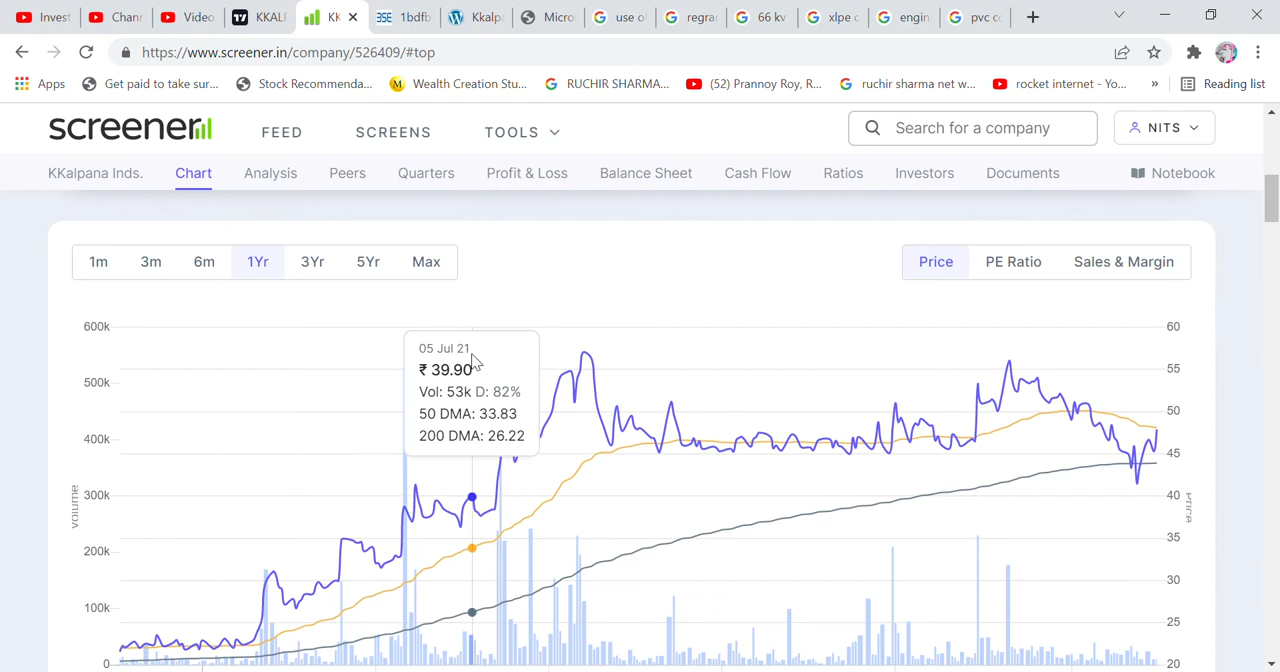 Invest
Chann
Video
KKALF
KK
1bdfb
Kkalp
Micro
use of
regran
66 kv
xlpe c
engin
pvc co
https://www.screener.in/company/526409/#top
Apps
Get paid to take sur...
Stock Recommenda...
Wealth Creation Stu...
RUCHIR SHARMA...
(52) Prannoy Roy, R...
ruchir sharma net w...
rocket internet - Yo...
»
Reading list
screener
FEED
SCREENS
TOOLS
Search for a company
NITS
KKalpana Inds.
Chart
Analysis
Peers
Quarters
Profit & Loss
Balance Sheet
Cash Flow
Ratios
Investors
Documents
Notebook
1m
3m
6m
1Yr
3Yr
5Yr
Max
Price
PE Ratio
Sales & Margin
600k
500k
400k
300k
200k
100k
0
Volume
05 Jul 21
₹ 39.90
Vol: 53k D: 82%
50 DMA: 33.83
200 DMA: 26.22
60
55
50
45
40
35
30
25
20
Price